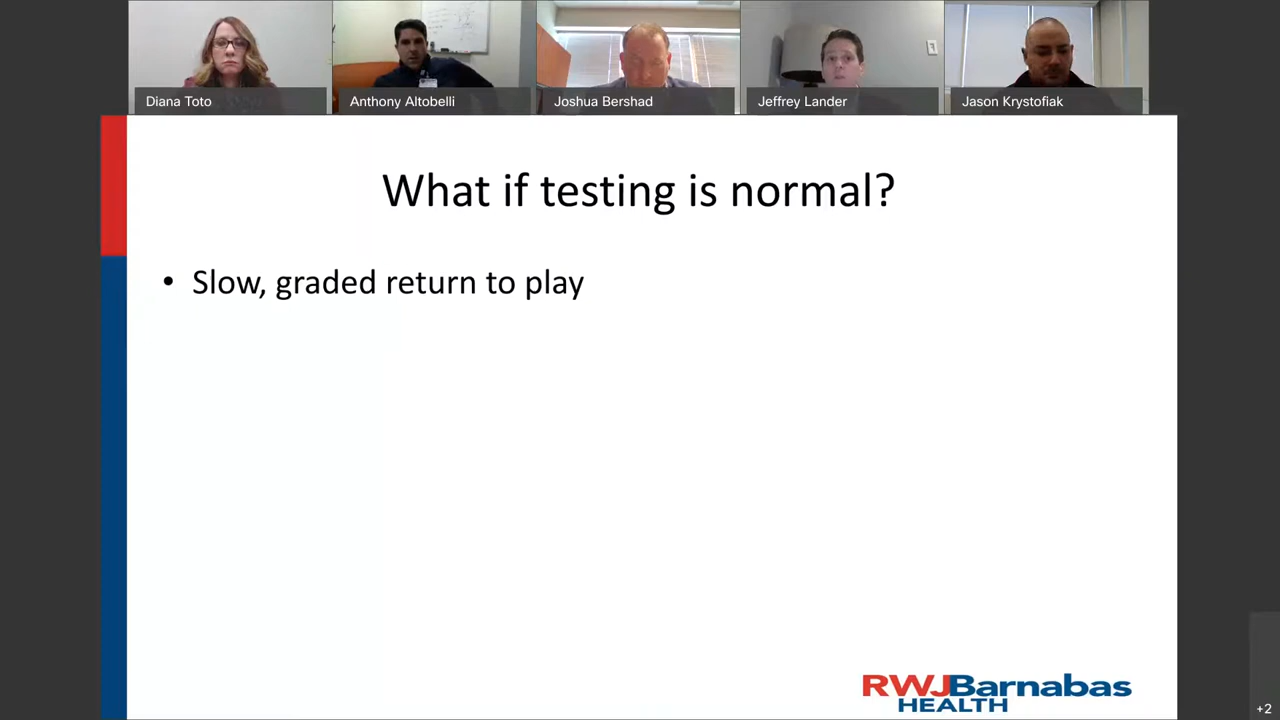 Diana Toto
Anthony Altobelli
Joshua Bershad
Jeffrey Lander
Jason Krystofiak
What if testing is normal?
• Slow, graded return to play
RWJBarnabas
HEALTH
+2